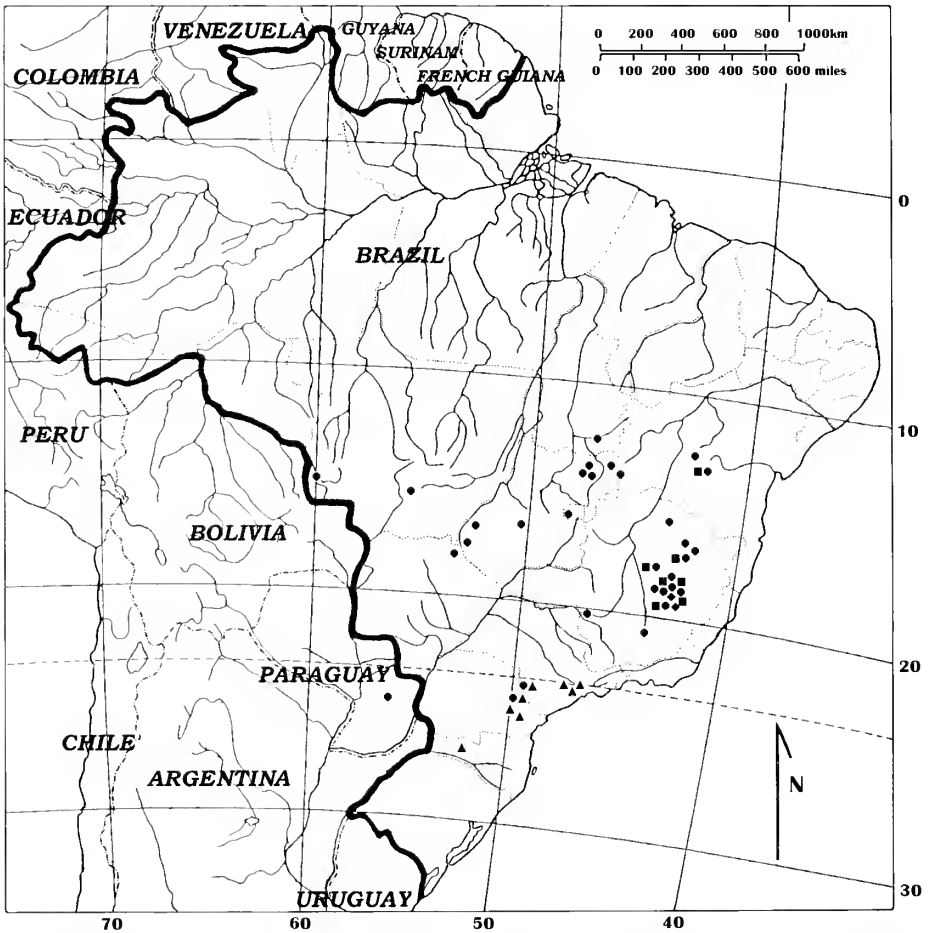 VENEZUELA
GUYANA
SURINAM
FRENCH GUIANA
COLOMBIA
0 200 400 600 800 1000km
0 100 200 300 400 500 600 miles
0
ECUADOR
BRAZIL
10
PERU
BOLIVIA
20
PARAGUAY
CHILE
ARGENTINA
N
30
URUGUAY
70 60 50 40